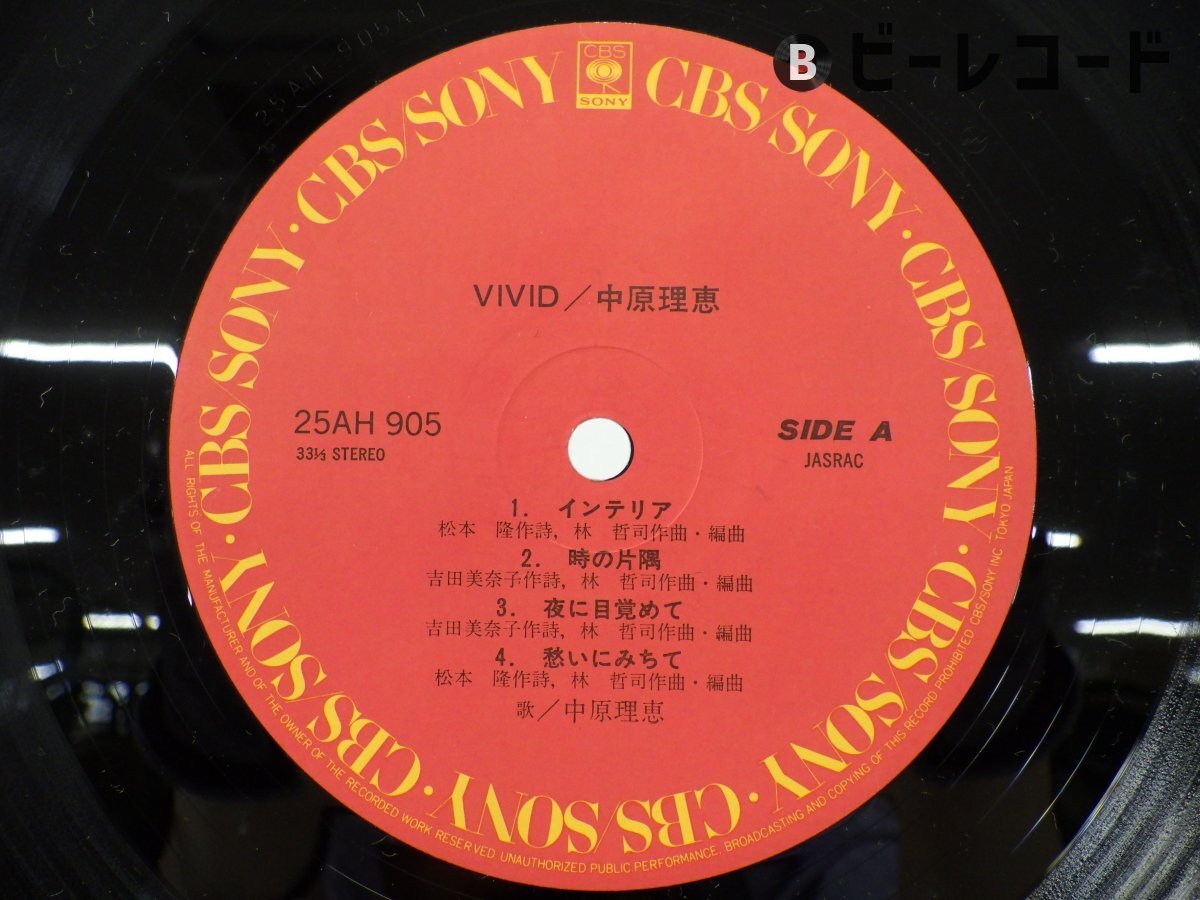 B ビーレコード
CBS
SONY
CBS/SONY · CBS/SONY · CBS/SONY · CBS/SONY · CBS/SONY · CBS/SONY · CBS/SONY · CBS/SONY · CBS/SONY
VIVID／中原理恵
25AH 905
33⅓ STEREO
SIDE A
JASRAC
1. インテリア
松本 隆作詩, 林 哲司作曲・編曲
2. 時の片隅
吉田美奈子作詩, 林 哲司作曲・編曲
3. 夜に目覚めて
吉田美奈子作詩, 林 哲司作曲・編曲
4. 愁いにみちて
松本 隆作詩, 林 哲司作曲・編曲
歌／中原理恵
ALL RIGHTS OF THE MANUFACTURER AND OF THE OWNER OF THE RECORDED WORK RESERVED UNAUTHORIZED PUBLIC PERFORMANCE, BROADCASTING AND COPYING OF THIS RECORD PROHIBITED CBS/SONY INC. TOKYO JAPAN
25AH 905A1